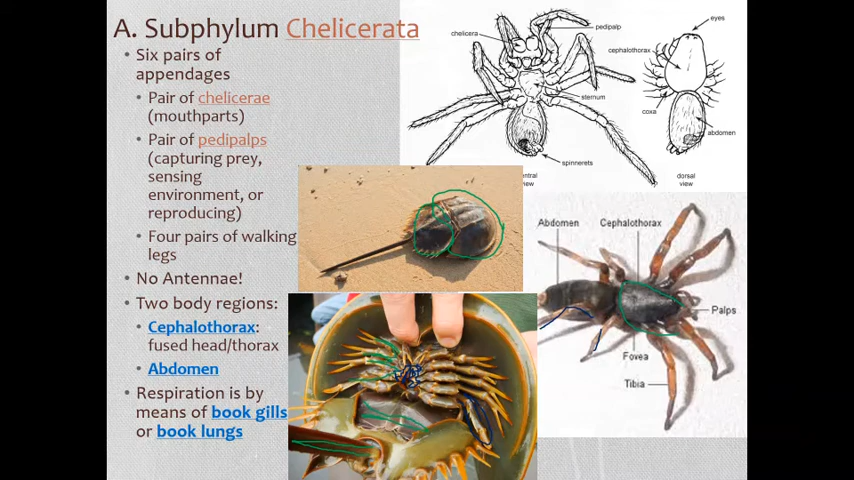 A. Subphylum Chelicerata
• Six pairs of
appendages
• Pair of chelicerae
(mouthparts)
• Pair of pedipalps
(capturing prey,
sensing
environment, or
reproducing)
• Four pairs of walking
legs
• No Antennae!
• Two body regions:
• Cephalothorax:
fused head/thorax
• Abdomen
• Respiration is by
means of book gills
or book lungs
chelicera
pedipalp
eyes
cephalothorax
sternum
coxa
abdomen
spinnerets
dorsal
view
Abdomen
Cephalothorax
Palps
Fovea
Tibia